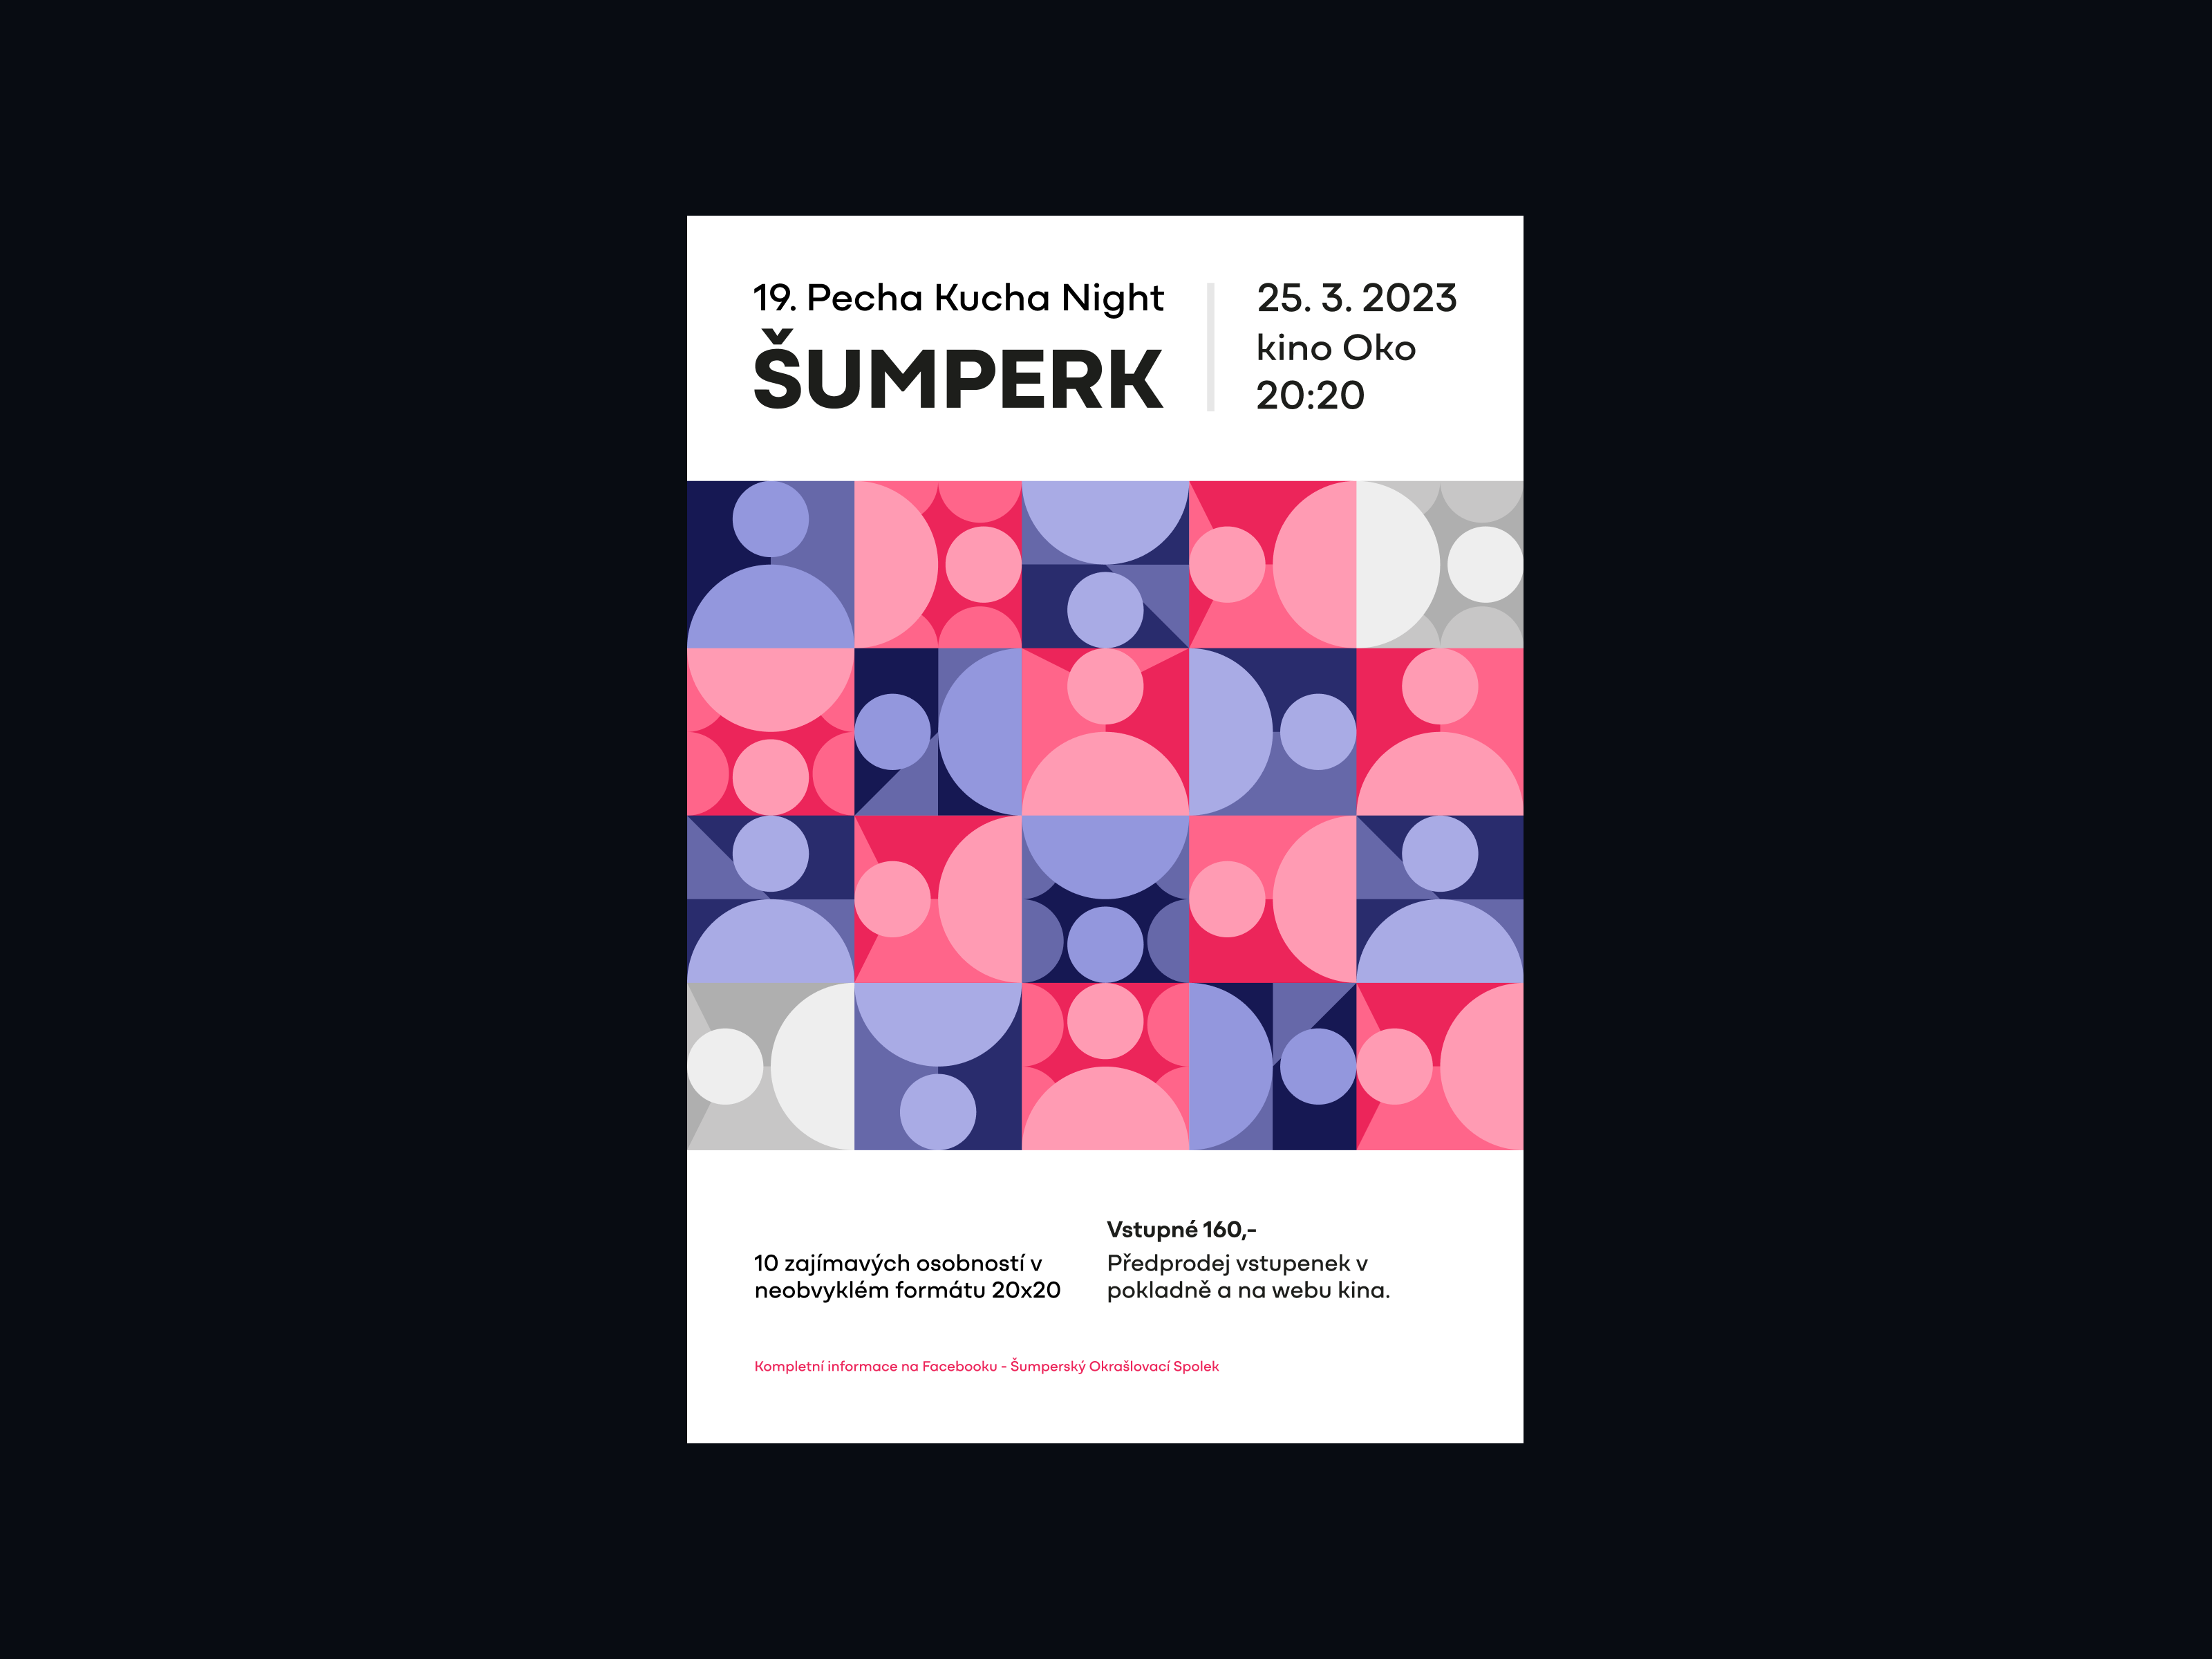 19. Pecha Kucha Night
ŠUMPERK
25. 3. 2023
kino Oko
20:20
10 zajímavých osobností v
neobvyklém formátu 20x20
Vstupné 160,-
Předprodej vstupenek v
pokladně a na webu kina.
Kompletní informace na Facebooku - Šumperský Okrašlovací Spolek